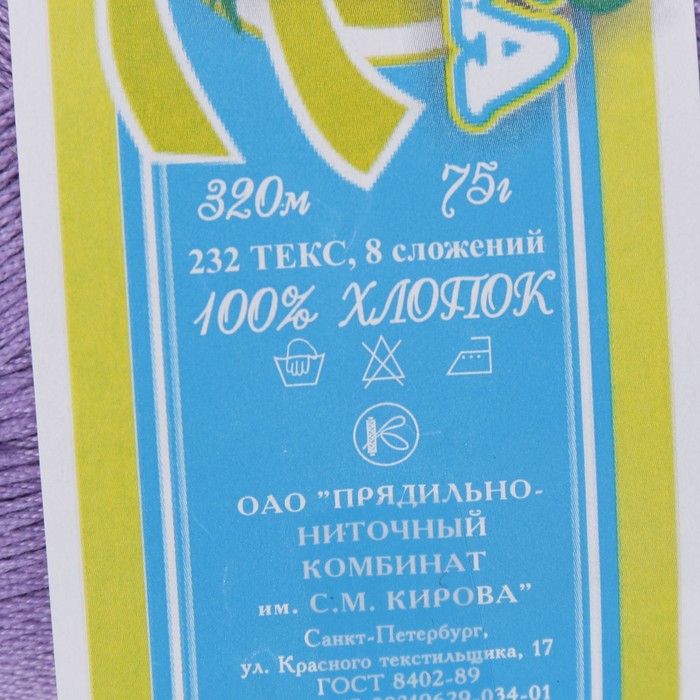 А
320м 75г
232 ТЕКС, 8 сложений
100% ХЛОПОК
ОАО "ПРЯДИЛЬНО-
НИТОЧНЫЙ
КОМБИНАТ
им. С.М. КИРОВА"
Санкт-Петербург,
ул. Красного текстильщика, 17
ГОСТ 8402-89